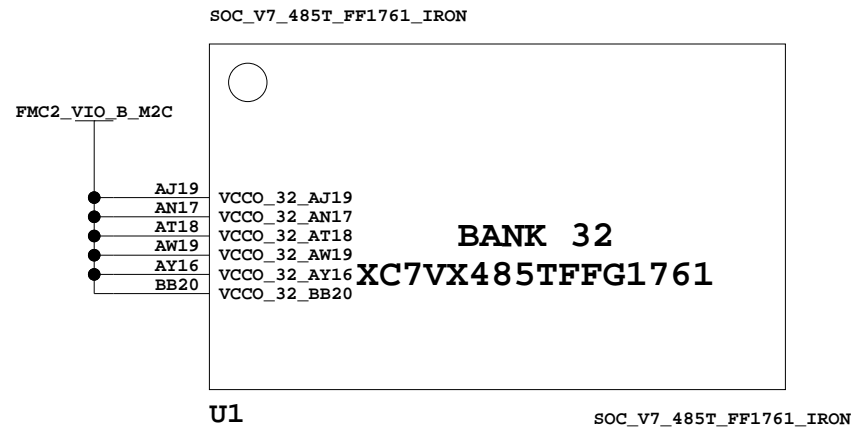 SOC_V7_485T_FF1761_IRON
FMC2_VIO_B_M2C
AJ19 VCCO_32_AJ19
AN17 VCCO_32_AN17
AT18 VCCO_32_AT18
AW19 VCCO_32_AW19
AY16 VCCO_32_AY16
BB20 VCCO_32_BB20
BANK 32
XC7VX485TFFG1761
U1
SOC_V7_485T_FF1761_IRON